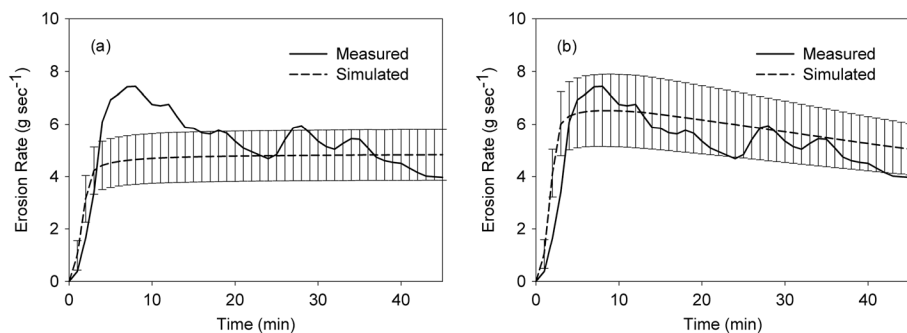 10
8
6
4
2
0
Erosion Rate (g sec⁻¹)
(a)
Measured
Simulated
0 10 20 30 40
Time (min)
10
8
6
4
2
0
Erosion Rate (g sec⁻¹)
(b)
Measured
Simulated
0 10 20 30 40
Time (min)